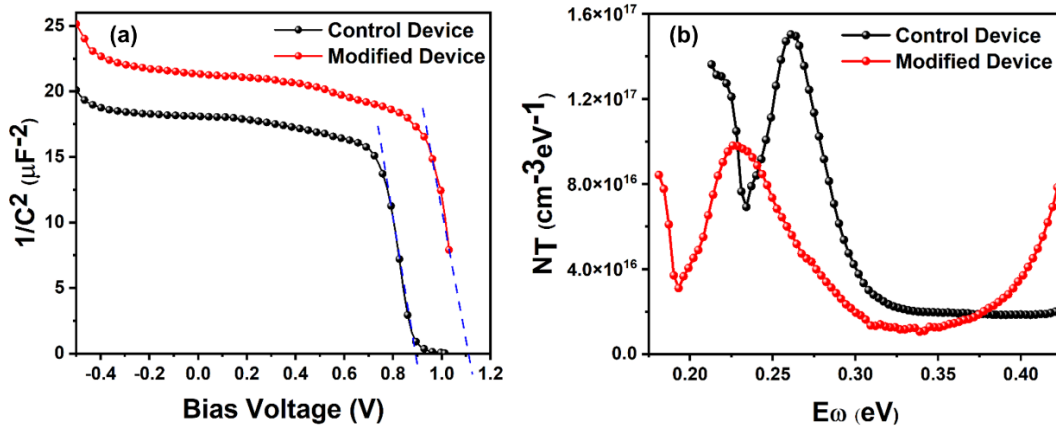 (a)
Control Device
Modified Device
1/C² (μF⁻²)
25
20
15
10
5
0
-0.4 -0.2 0.0 0.2 0.4 0.6 0.8 1.0 1.2
Bias Voltage (V)
(b)
Control Device
Modified Device
NT (cm⁻³eV⁻¹)
1.6×10¹⁷
1.2×10¹⁷
8.0×10¹⁶
4.0×10¹⁶
0.0
0.20 0.25 0.30 0.35 0.40
Eω (eV)